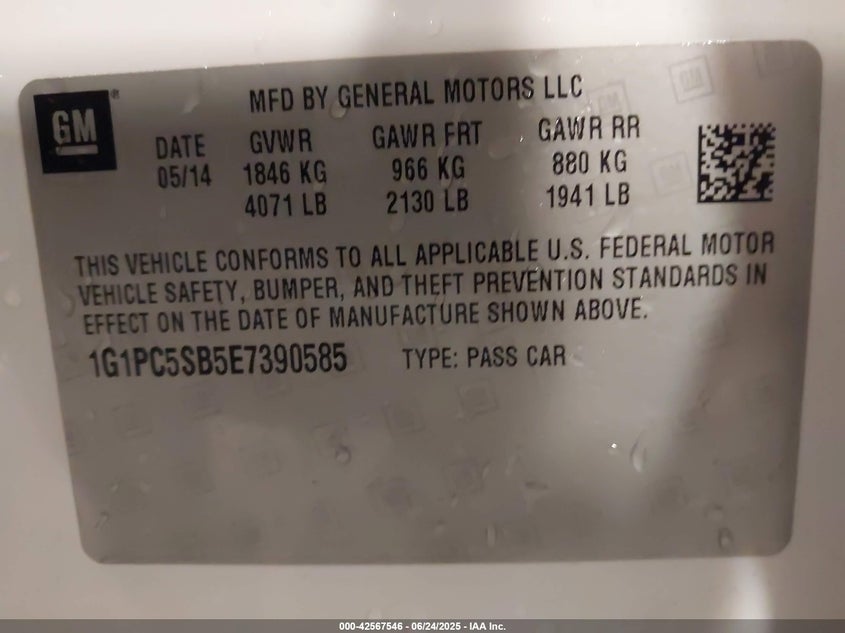 GM®
MFD BY GENERAL MOTORS LLC
DATE GVWR GAWR FRT GAWR RR
05/14 1846 KG 966 KG 880 KG
4071 LB 2130 LB 1941 LB
THIS VEHICLE CONFORMS TO ALL APPLICABLE U.S. FEDERAL MOTOR
VEHICLE SAFETY, BUMPER, AND THEFT PREVENTION STANDARDS IN
EFFECT ON THE DATE OF MANUFACTURE SHOWN ABOVE.
1G1PC5SB5E7390585 TYPE: PASS CAR
000-42567546 - 06/24/2025 - IAA Inc.